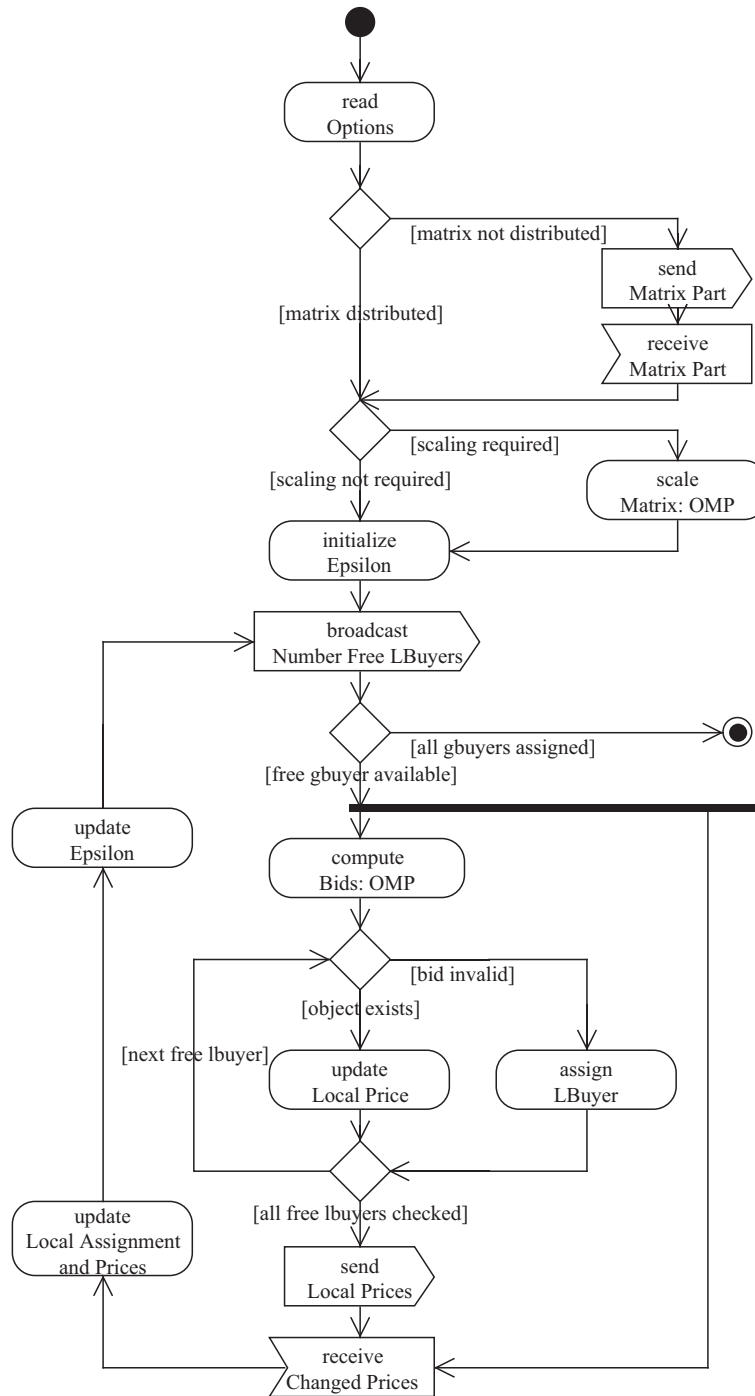 read
Options
[matrix not distributed]
send
Matrix Part
[matrix distributed]
receive
Matrix Part
[scaling required]
[scaling not required]
scale
Matrix: OMP
initialize
Epsilon
broadcast
Number Free LBuyers
[all gbuyers assigned]
[free gbuyer available]
update
Epsilon
compute
Bids: OMP
[bid invalid]
[object exists]
[next free lbuyer]
update
Local Price
assign
LBuyer
[all free lbuyers checked]
update
Local Assignment
and Prices
send
Local Prices
receive
Changed Prices